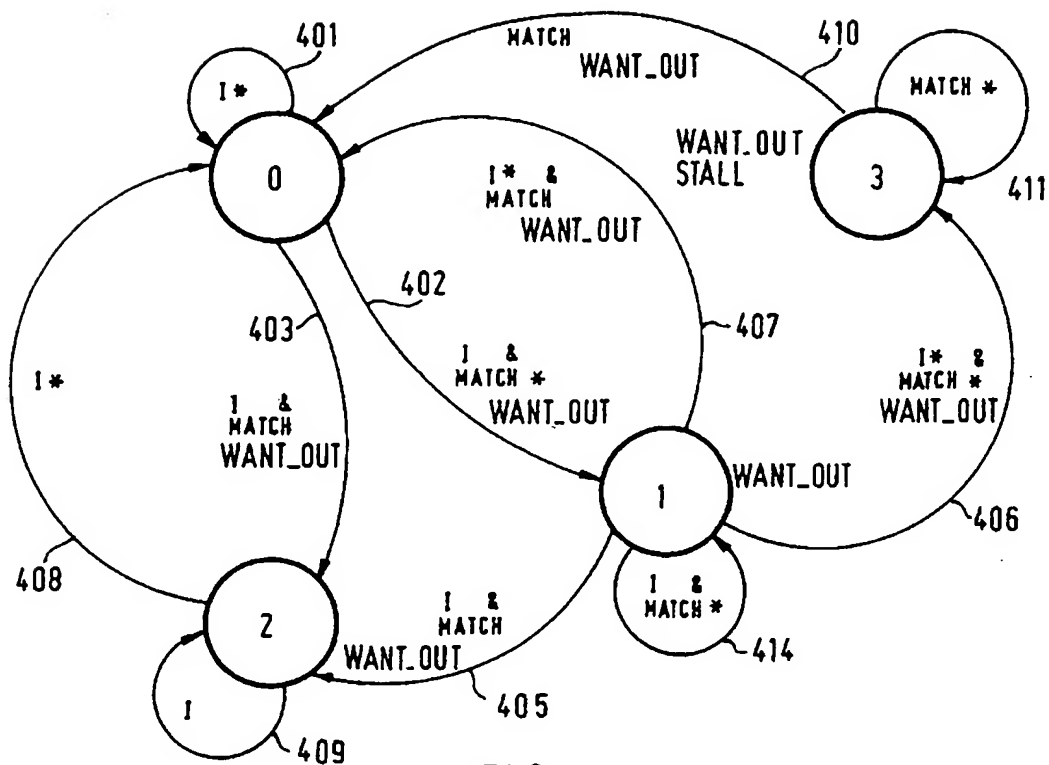 401
I *
0
MATCH
WANT_OUT
410
MATCH *
411
WANT_OUT
STALL
3
I * &
MATCH
WANT_OUT
407
402
403
I &
MATCH *
WANT_OUT
I &
MATCH
WANT_OUT
I *
408
I * &
MATCH *
WANT_OUT
406
1
WANT_OUT
I &
MATCH *
414
2
I &
MATCH
WANT_OUT
405
I
409